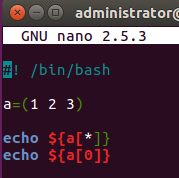 administrator@
GNU nano 2.5.3
#! /bin/bash
a=(1 2 3)
echo ${a[*]}
echo ${a[0]}